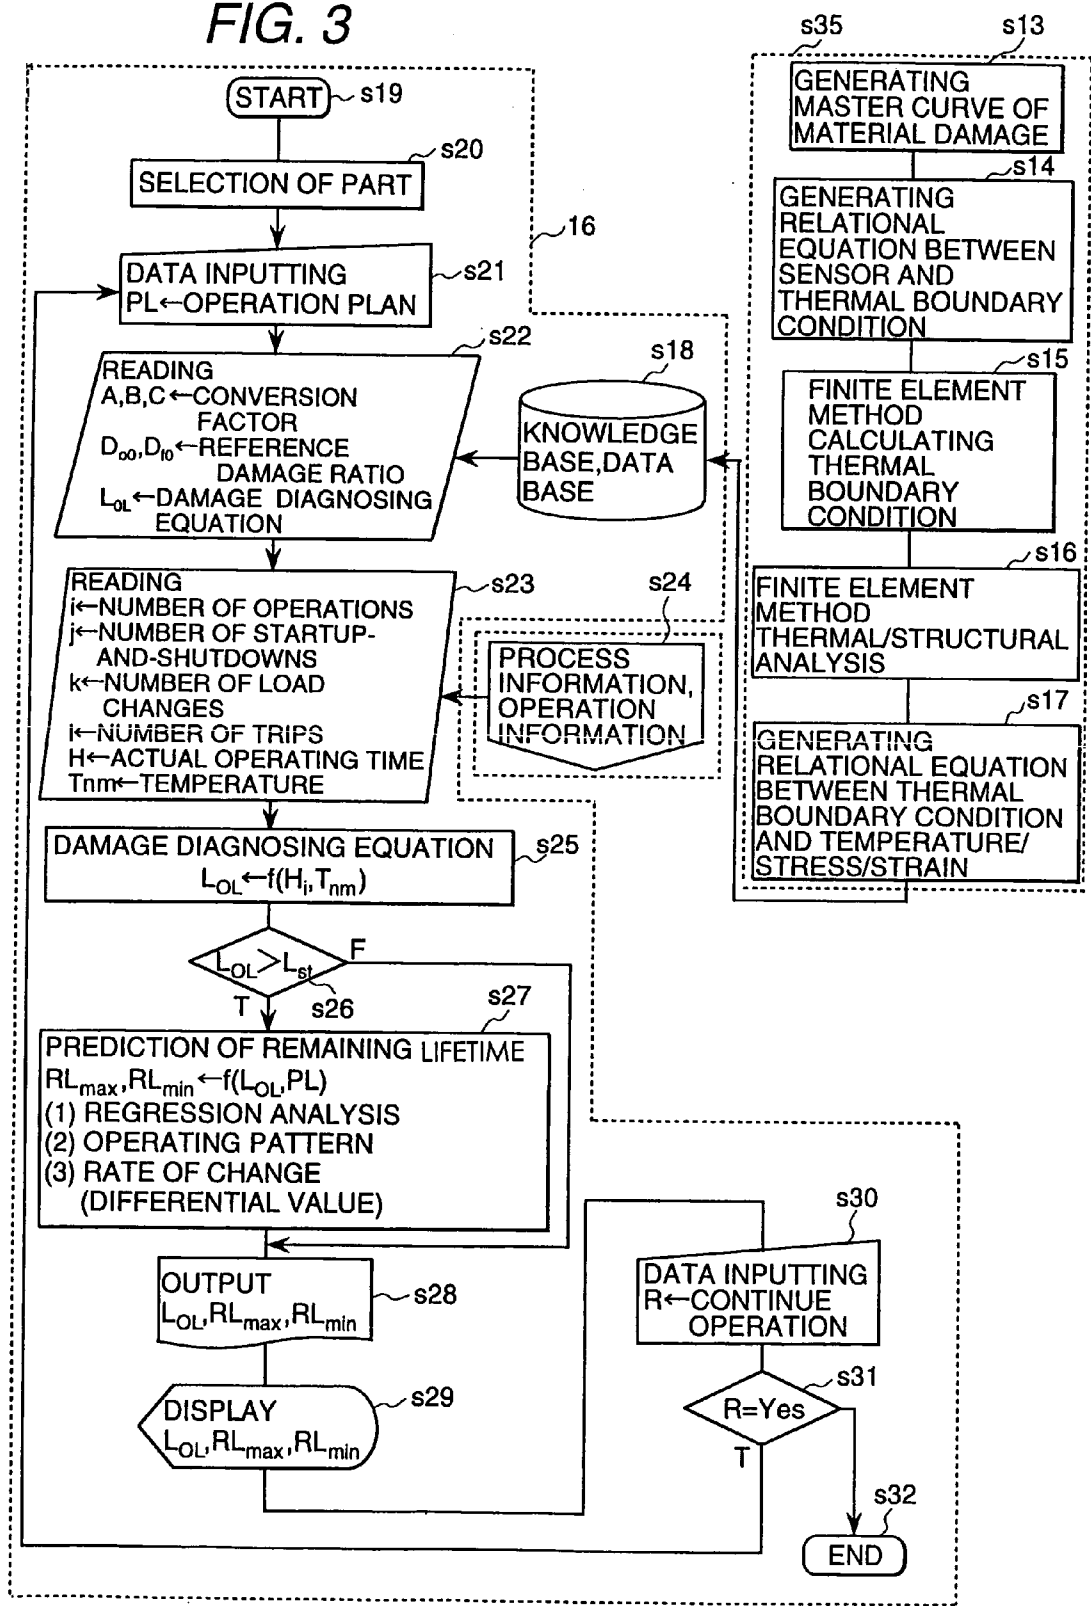 FIG. 3
START
s19
s20
SELECTION OF PART
16
s21
DATA INPUTTING
PL←OPERATION PLAN
s22
READING
A,B,C←CONVERSION
FACTOR
D₀₀,Df₀←REFERENCE
DAMAGE RATIO
L0L←DAMAGE DIAGNOSING
EQUATION
s18
KNOWLEDGE
BASE,DATA
BASE
s23
READING
i←NUMBER OF OPERATIONS
j←NUMBER OF STARTUP-
AND-SHUTDOWNS
k←NUMBER OF LOAD
CHANGES
i←NUMBER OF TRIPS
H←ACTUAL OPERATING TIME
Tnm←TEMPERATURE
s24
PROCESS
INFORMATION,
OPERATION
INFORMATION
s25
DAMAGE DIAGNOSING EQUATION
LOL←f(Hi,Tnm)
LOL>Lst
F
s26
T
s27
PREDICTION OF REMAINING LIFETIME
RLmax,RLmin←f(LOL,PL)
(1) REGRESSION ANALYSIS
(2) OPERATING PATTERN
(3) RATE OF CHANGE
(DIFFERENTIAL VALUE)
s28
OUTPUT
LOL,RLmax,RLmin
s29
DISPLAY
LOL,RLmax,RLmin
s30
DATA INPUTTING
R←CONTINUE
OPERATION
s31
R=Yes
T
s32
END
s35
s13
GENERATING
MASTER CURVE OF
MATERIAL DAMAGE
s14
GENERATING
RELATIONAL
EQUATION BETWEEN
SENSOR AND
THERMAL BOUNDARY
CONDITION
s15
FINITE ELEMENT
METHOD
CALCULATING
THERMAL
BOUNDARY
CONDITION
s16
FINITE ELEMENT
METHOD
THERMAL/STRUCTURAL
ANALYSIS
s17
GENERATING
RELATIONAL EQUATION
BETWEEN THERMAL
BOUNDARY CONDITION
AND TEMPERATURE/
STRESS/STRAIN